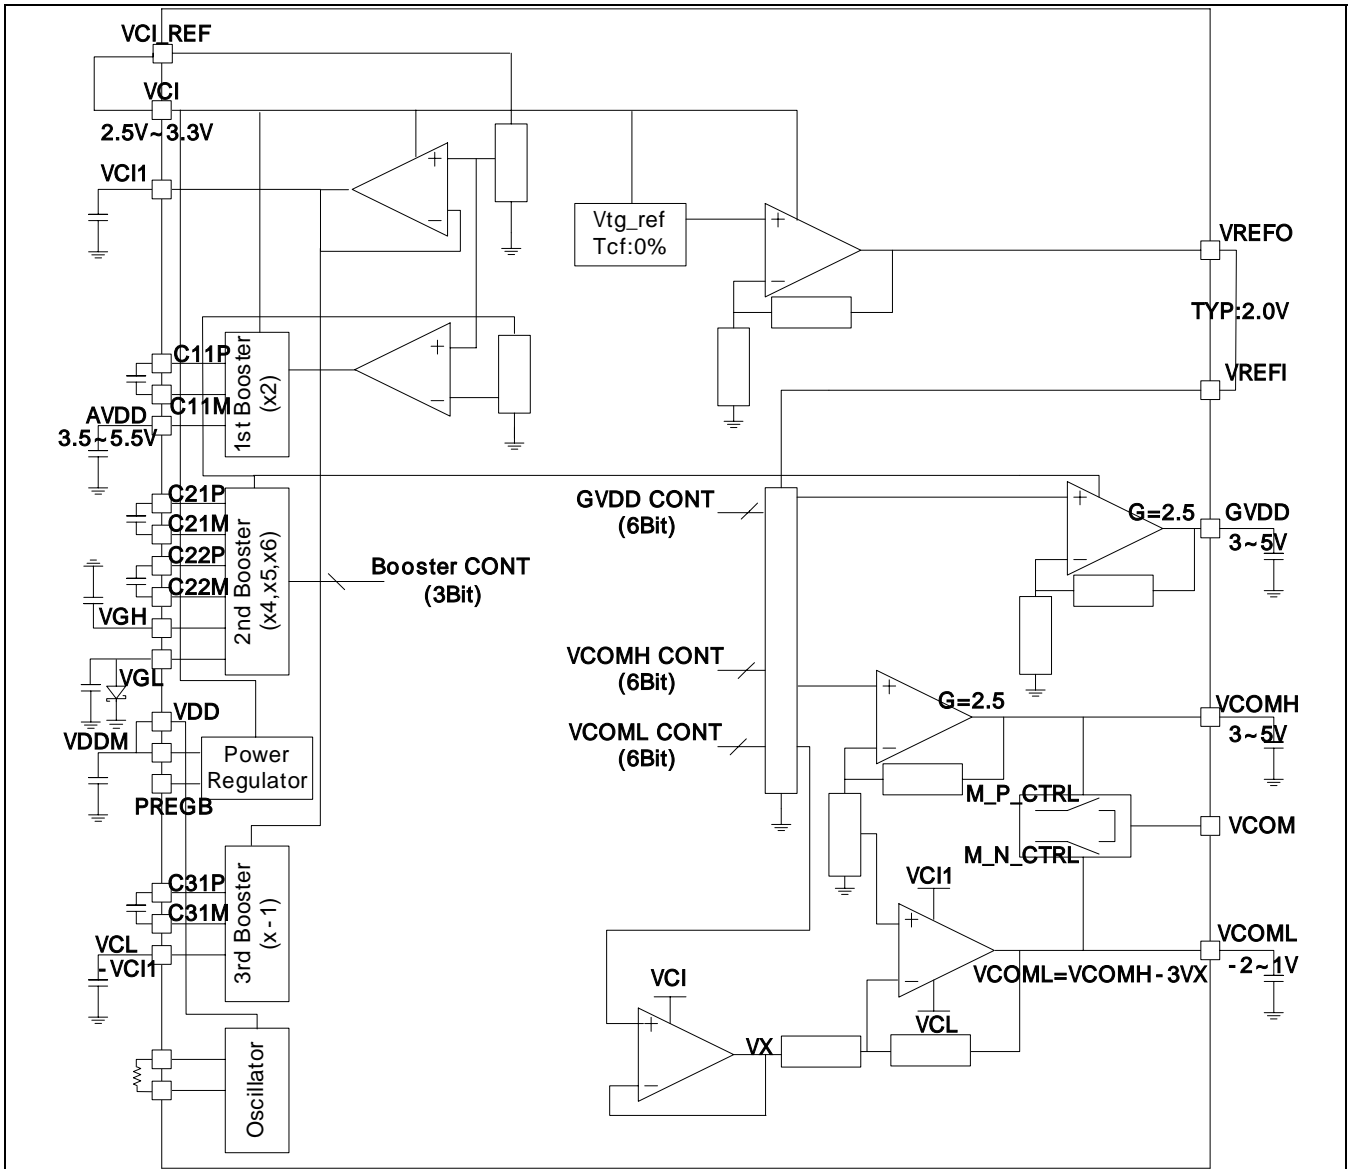 VCI_REF
VCI
2.5V~3.3V
VCI1
+
−
Vtg_ref
Tcf:0%
+
−
VREFO
TYP:2.0V
VREFI
C11P
C11M
AVDD
3.5~5.5V
1st Booster
(x2)
+
−
C21P
C21M
C22P
C22M
VGH
VGL
2nd Booster
(x4,x5,x6)
Booster CONT
(3Bit)
GVDD CONT
(6Bit)
+
−
G=2.5
GVDD
3~5V
VCOMH CONT
(6Bit)
VCOML CONT
(6Bit)
+
−
G=2.5
VCOMH
3~5V
VDD
VDDM
PREGB
Power
Regulator
M_P_CTRL
M_N_CTRL
VCOM
C31P
C31M
VCL
-VCI1
3rd Booster
(x-1)
VCI1
+
−
VCL
VCOML=VCOMH-3VX
VCOML
-2~1V
VCI
+
−
VX
Oscillator